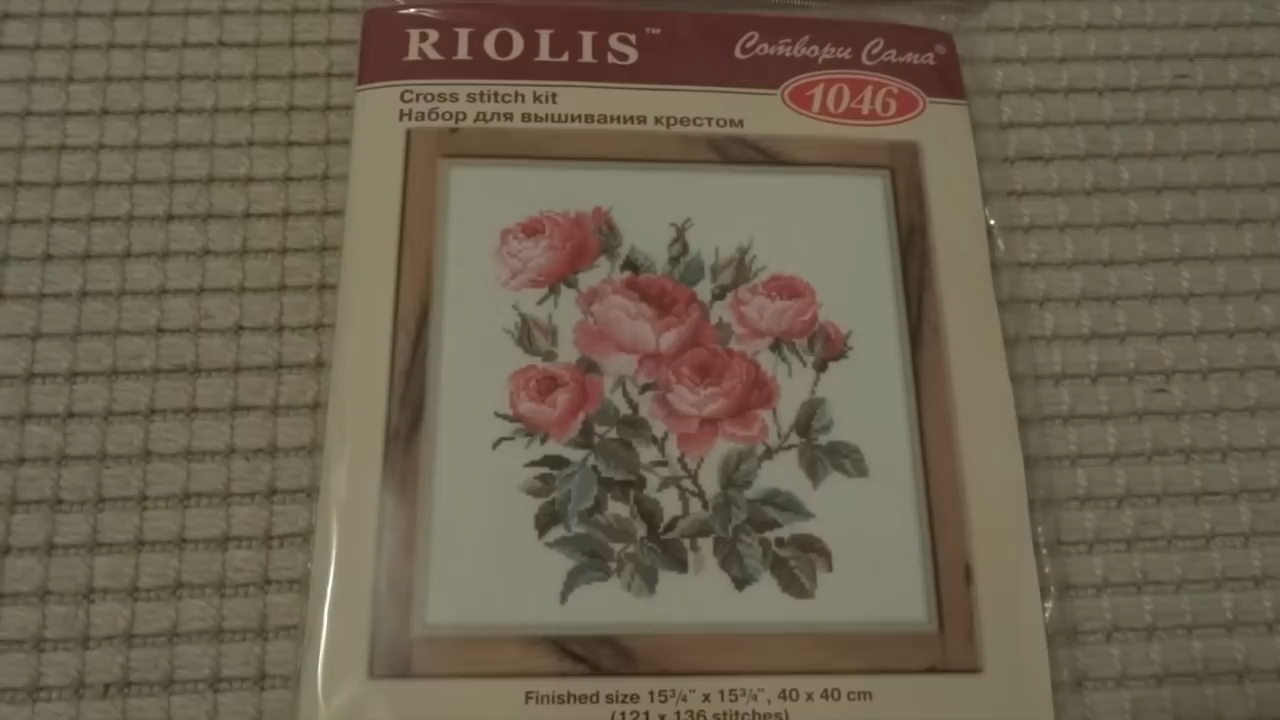 RIOLIS™ Сотвори Сама®
1046
Cross stitch kit
Набор для вышивания крестом
Finished size 15¾" x 15¾", 40 x 40 cm
(121 x 136 stitches)